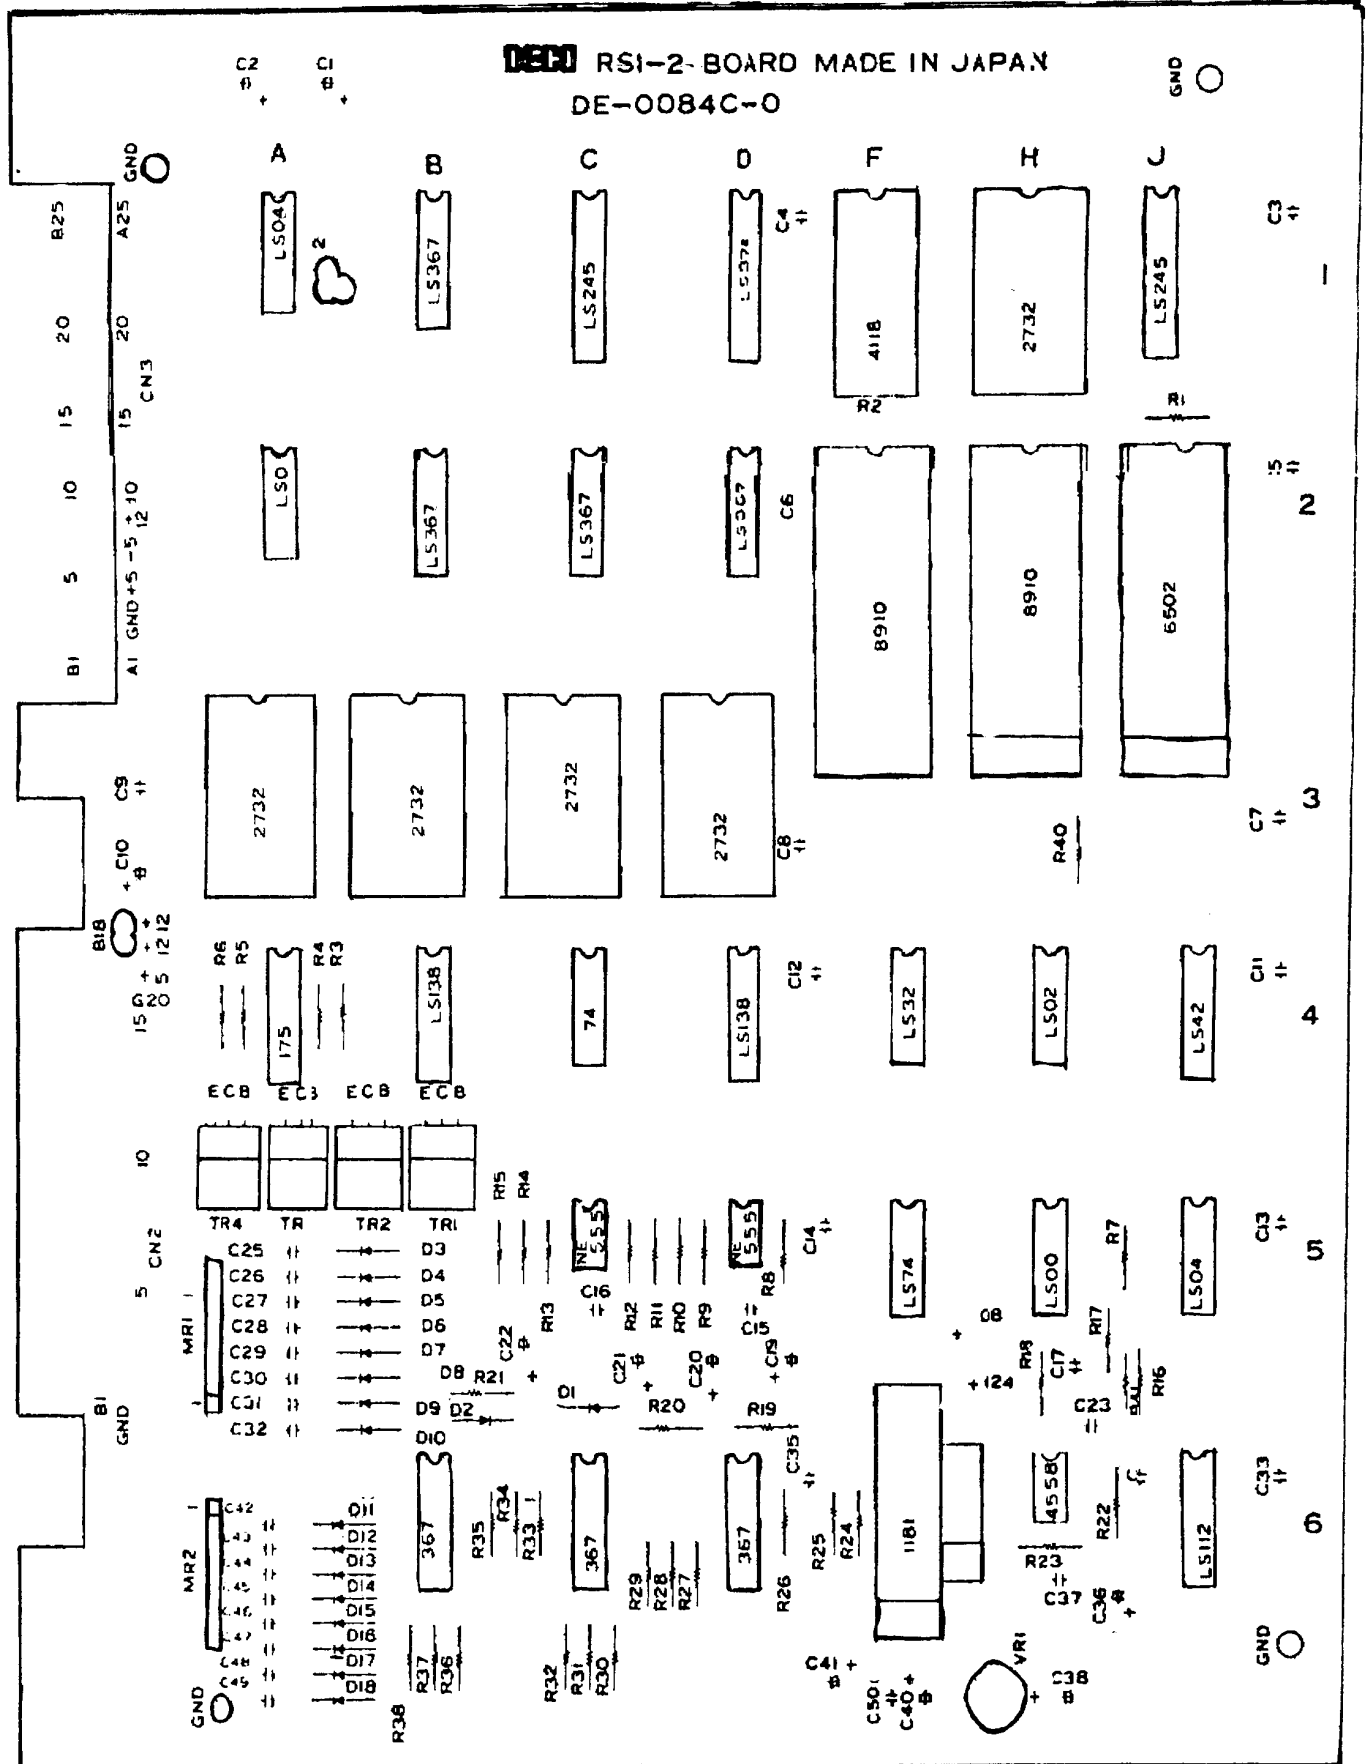 RSI-2-BOARD MADE IN JAPAN
DE-0084C-0
C2
C1
GND
GND
A
B
C
D
F
H
J
B25
A25
LS04
2
LS367
LS245
C4
4118
2732
LS245
C3
1
20
20
CN3
15
15
R2
R1
10
+10
12
LS0
LS367
LS367
LS367
C6
8910
8910
6502
2
5
GND+5-5
B1
A1
2732
2732
2732
2732
C9
C10
+
C8
R40
C7
3
B18
+12
+12
+5
G20
15
R6
R5
R4
R3
175
LS138
74
LS138
C12
LS32
LS02
LS42
C11
4
ECB
ECB
ECB
10
R15
R14
TR4
TR
TR2
TR1
CN2
5
C25
D3
C26
D4
C27
D5
C28
D6
C29
D7
C30
D8
C31
D9
C32
D10
MR1
R13
NE
555
C16
R12
R11
R10
R9
NE
555
R8
C15
C14
LS74
LS00
R7
LS04
C13
5
C22
D8
R21
D2
D1
C21
C20
C19
R20
R19
C35
+
+124
R18
C17
R17
R16
C23
B1
GND
MR2
C42
D11
D12
D13
D14
D15
D16
D17
C48
D18
C49
GND
367
R35
R34
R33
367
R29
R28
R27
367
R26
R25
R24
1181
4558
R22
R23
C37
C36
LS112
C33
6
R38
R37
R36
R32
R31
R30
C41
C501
C40
VR1
C38
GND